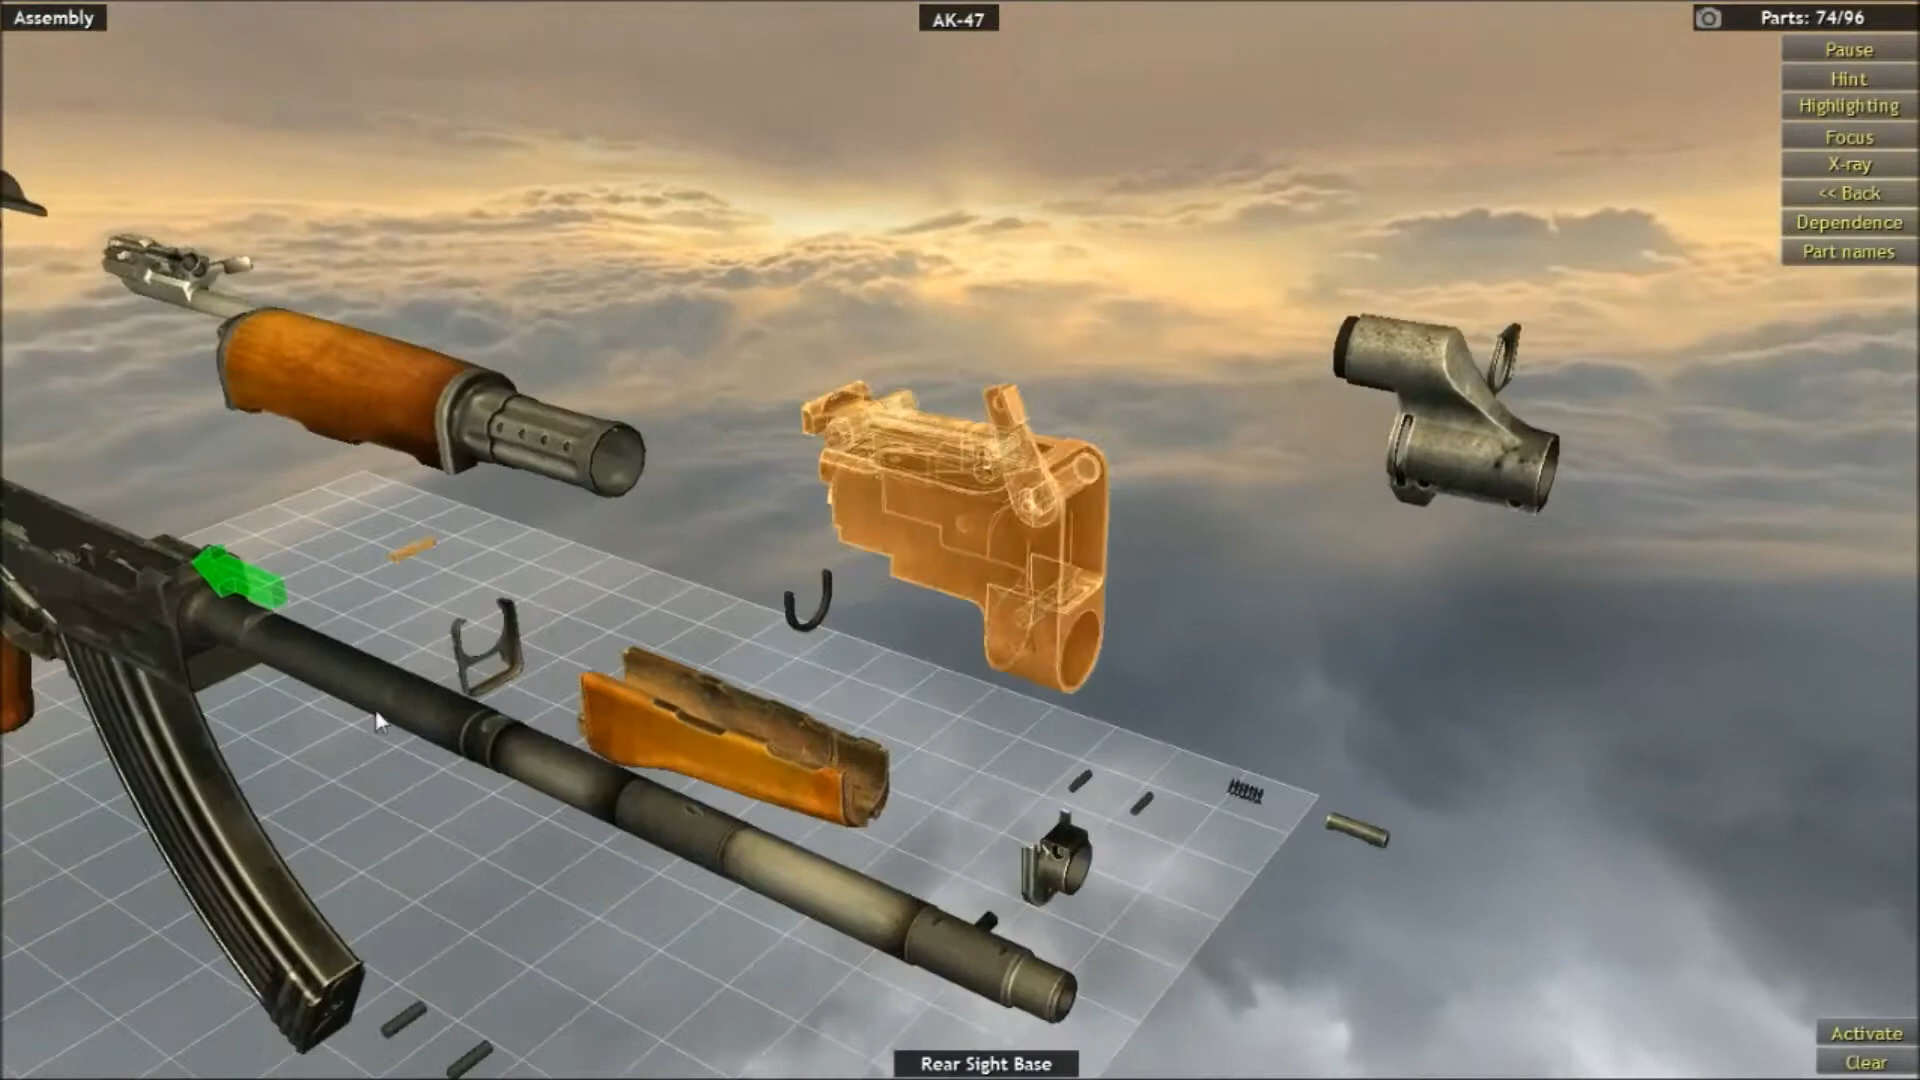 Assembly
AK-47
Parts: 74/96
Pause
Hint
Highlighting
Focus
X-ray
<< Back
Dependence
Part names
Rear Sight Base
Activate
Clear